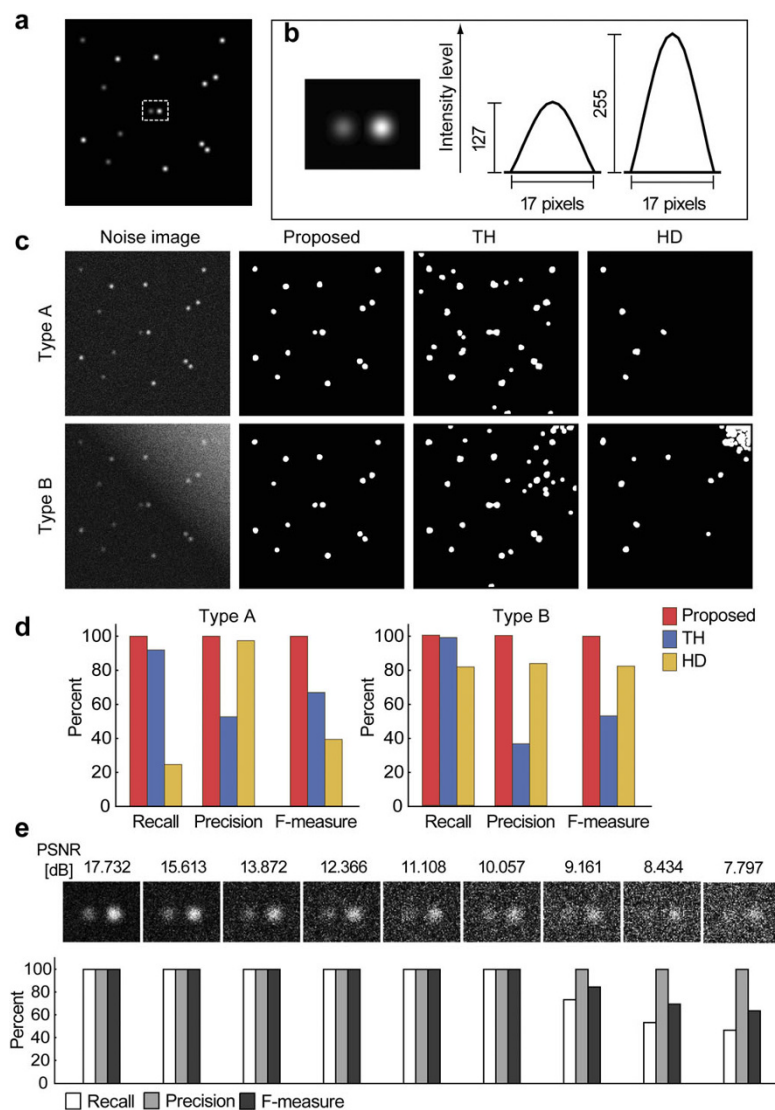 a
b
Intensity level
127
17 pixels
255
17 pixels
c
Noise image Proposed TH HD
Type A
Type B
d
Type A
Percent
100
80
60
40
20
Recall Precision F-measure
Type B
Percent
100
80
60
40
20
0
Recall Precision F-measure
Proposed
TH
HD
e
PSNR
[dB] 17.732 15.613 13.872 12.366 11.108 10.057 9.161 8.434 7.797
Percent
100
80
60
40
20
0
Recall Precision F-measure